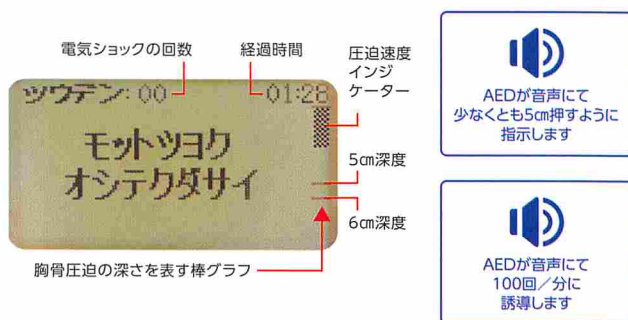 電気ショックの回数
経過時間
圧迫速度
インジ
ケーター
ツウデン:00
01:28
モットツヨク
オシテクダサイ
5㎝深度
6㎝深度
胸骨圧迫の深さを表す棒グラフ
AEDが音声にて
少なくとも5㎝押すように
指示します
AEDが音声にて
100回/分に
誘導します